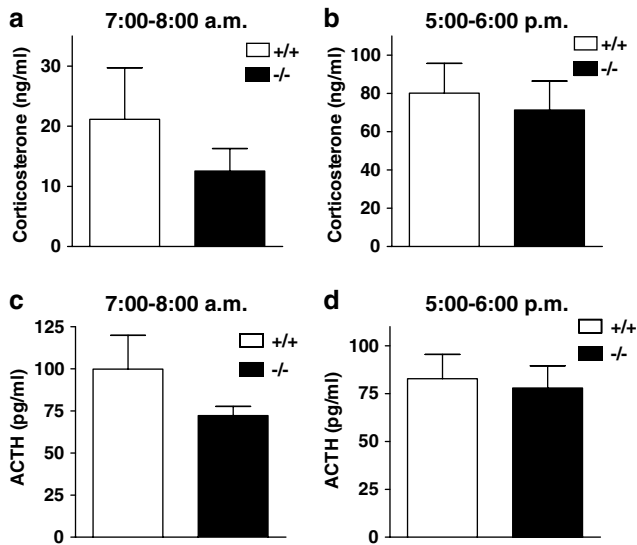 a
7:00-8:00 a.m.
Corticosterone (ng/ml)
30
20
10
0
+/+
-/-
b
5:00-6:00 p.m.
Corticosterone (ng/ml)
100
80
60
40
20
0
+/+
-/-
c
7:00-8:00 a.m.
ACTH (pg/ml)
125
100
75
50
25
0
+/+
-/-
d
5:00-6:00 p.m.
ACTH (pg/ml)
100
75
50
25
0
+/+
-/-